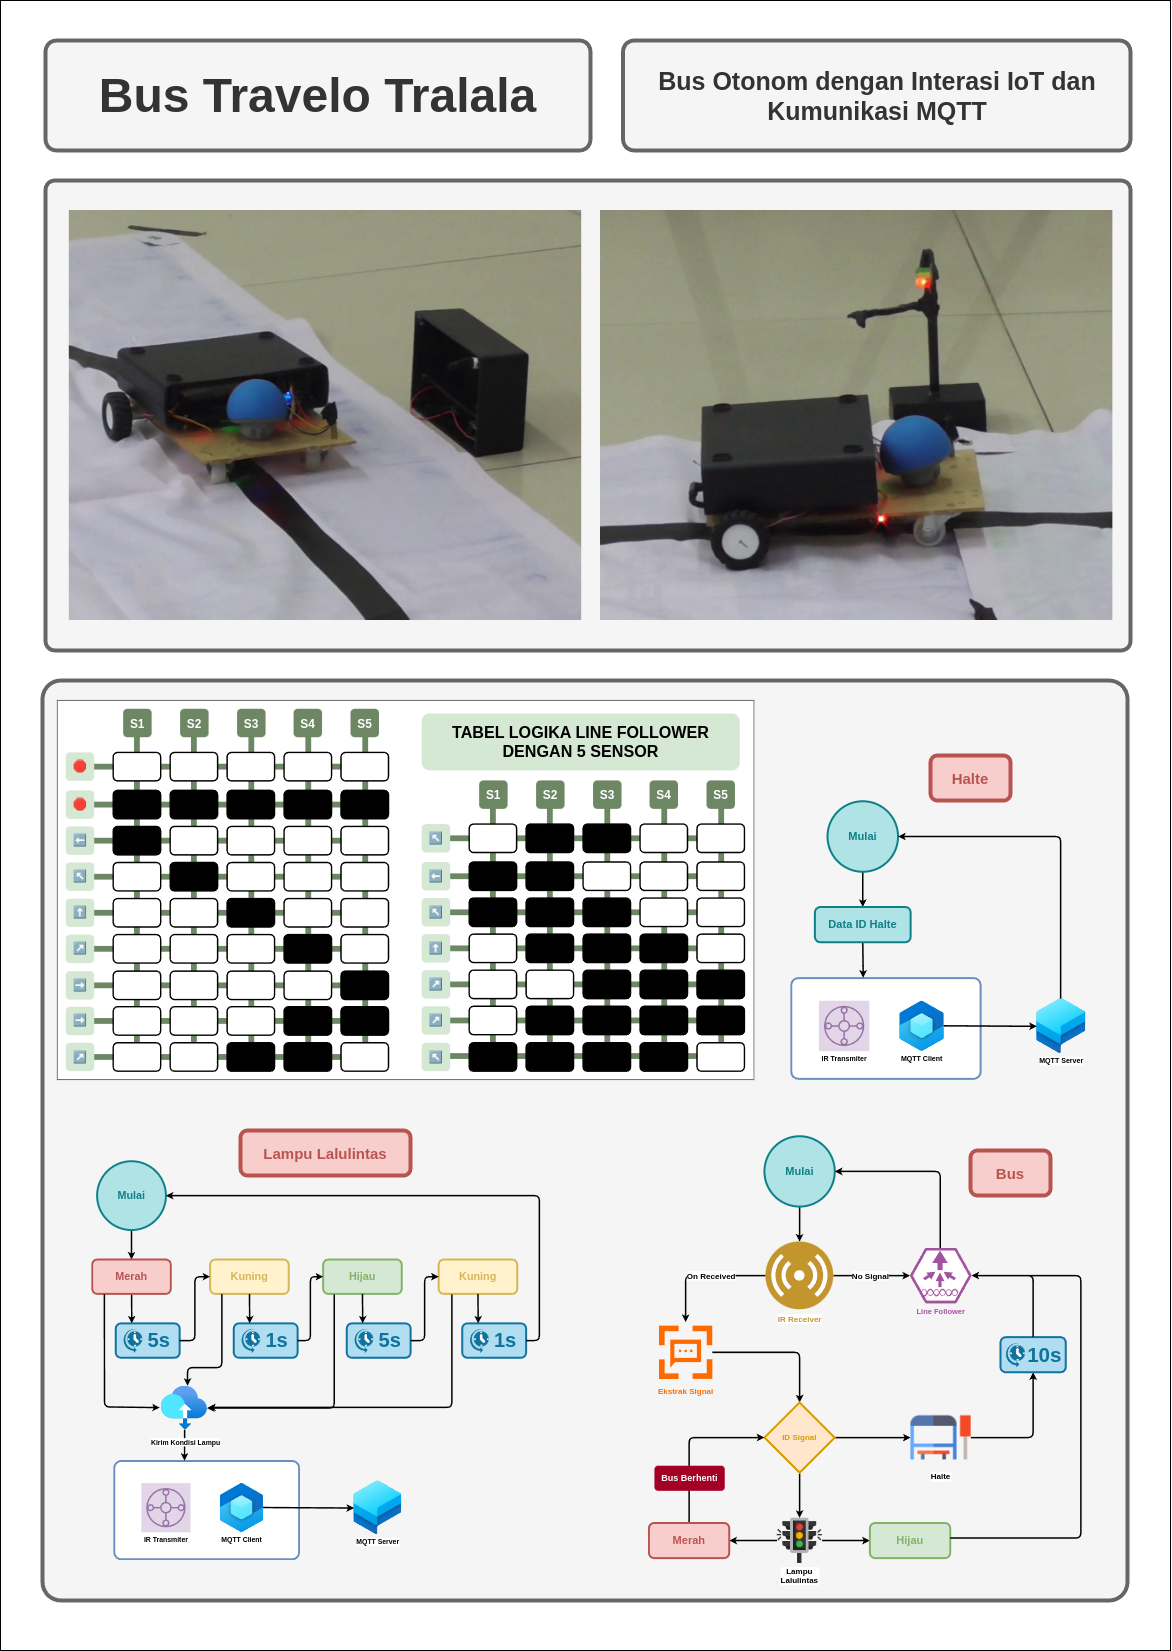 Bus Travelo Tralala
Bus Otonom dengan Interasi IoT dan
Kumunikasi MQTT
S1 S2 S3 S4 S5
TABEL LOGIKA LINE FOLLOWER
DENGAN 5 SENSOR
S1 S2 S3 S4 S5
Halte
Mulai
Data ID Halte
IR Transmiter
MQTT Client
MQTT Server
Lampu Lalulintas
Mulai
Merah
Kuning
Hijau
Kuning
5s
1s
5s
1s
Kirim Kondisi Lampu
IR Transmiter
MQTT Client
MQTT Server
Bus
Mulai
On Received
No Signal
IR Receiver
Line Follower
Ekstrak Signal
10s
ID Signal
Halte
Bus Berhenti
Merah
Hijau
Lampu
Lalulintas